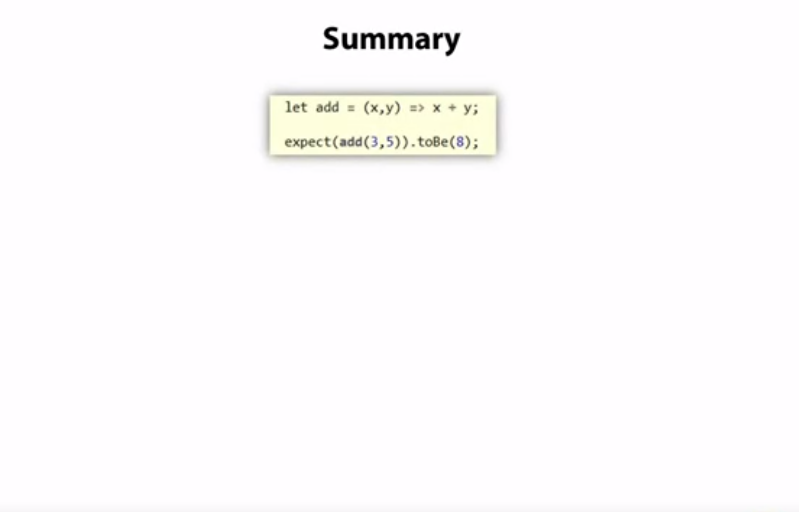 Summary
let add = (x,y) => x + y;
expect(add(3,5)).toBe(8);